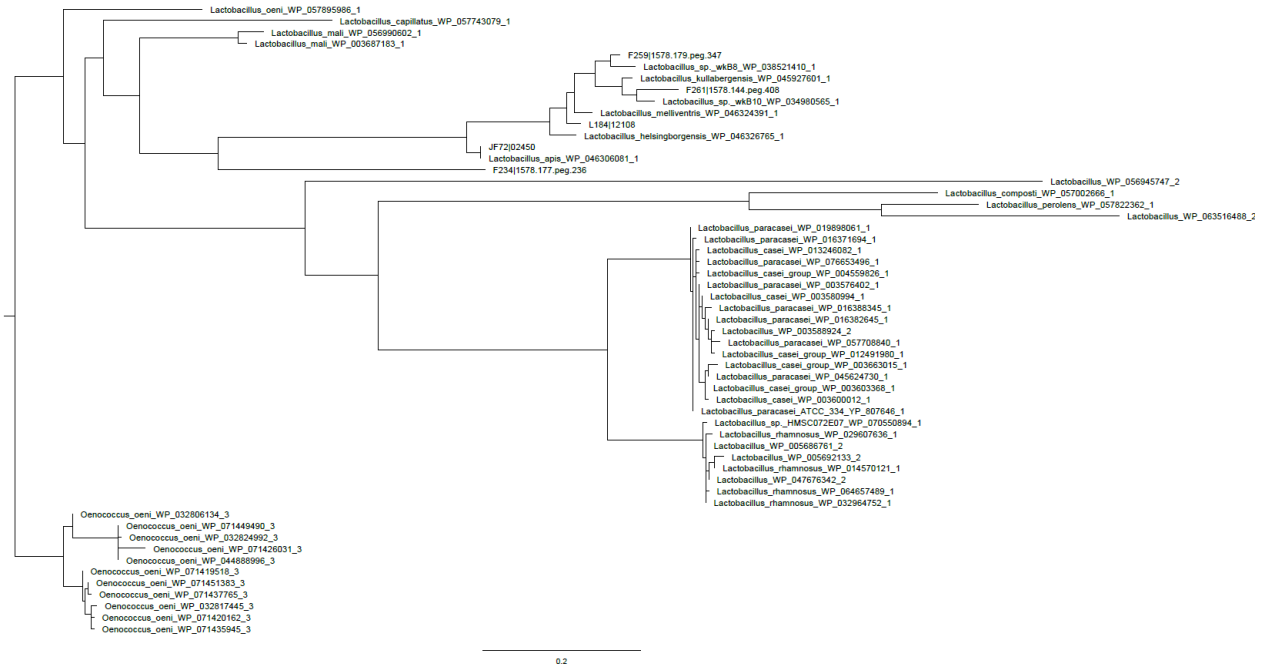 Lactobacillus_oeni_WP_057895986_1
Lactobacillus_capillatus_WP_057743079_1
Lactobacillus_mali_WP_056990602_1
Lactobacillus_mali_WP_003687183_1
F259|1578.179.peg.347
Lactobacillus_sp._wkB8_WP_038521410_1
Lactobacillus_kullabergensis_WP_045927601_1
F261|1578.144.peg.408
Lactobacillus_sp._wkB10_WP_034980565_1
Lactobacillus_melliventris_WP_046324391_1
L184|12108
Lactobacillus_helsingborgensis_WP_046326765_1
JF72|02450
Lactobacillus_apis_WP_046306081_1
F234|1578.177.peg.236
Lactobacillus_WP_056945747_2
Lactobacillus_composti_WP_057002666_1
Lactobacillus_perolens_WP_057822362_1
Lactobacillus_WP_063516488_2
Lactobacillus_paracasei_WP_019898061_1
Lactobacillus_paracasei_WP_016371694_1
Lactobacillus_casei_WP_013246082_1
Lactobacillus_paracasei_WP_076653496_1
Lactobacillus_casei_group_WP_004559826_1
Lactobacillus_paracasei_WP_003576402_1
Lactobacillus_casei_WP_003580994_1
Lactobacillus_paracasei_WP_016388345_1
Lactobacillus_paracasei_WP_016382645_1
Lactobacillus_WP_003588924_2
Lactobacillus_paracasei_WP_057708840_1
Lactobacillus_casei_group_WP_012491980_1
Lactobacillus_casei_group_WP_003663015_1
Lactobacillus_paracasei_WP_045624730_1
Lactobacillus_casei_group_WP_003603368_1
Lactobacillus_casei_WP_003600012_1
Lactobacillus_paracasei_ATCC_334_YP_807646_1
Lactobacillus_sp._HMSC072E07_WP_070550894_1
Lactobacillus_rhamnosus_WP_029607636_1
Lactobacillus_WP_005686761_2
Lactobacillus_WP_005692133_2
Lactobacillus_rhamnosus_WP_014570121_1
Lactobacillus_WP_047676342_2
Lactobacillus_rhamnosus_WP_064657489_1
Lactobacillus_rhamnosus_WP_032964752_1
Oenococcus_oeni_WP_032806134_3
Oenococcus_oeni_WP_071449490_3
Oenococcus_oeni_WP_032824992_3
Oenococcus_oeni_WP_071426031_3
Oenococcus_oeni_WP_044888996_3
Oenococcus_oeni_WP_071419518_3
Oenococcus_oeni_WP_071451383_3
Oenococcus_oeni_WP_071437765_3
Oenococcus_oeni_WP_032817445_3
Oenococcus_oeni_WP_071420162_3
Oenococcus_oeni_WP_071435945_3
0.2